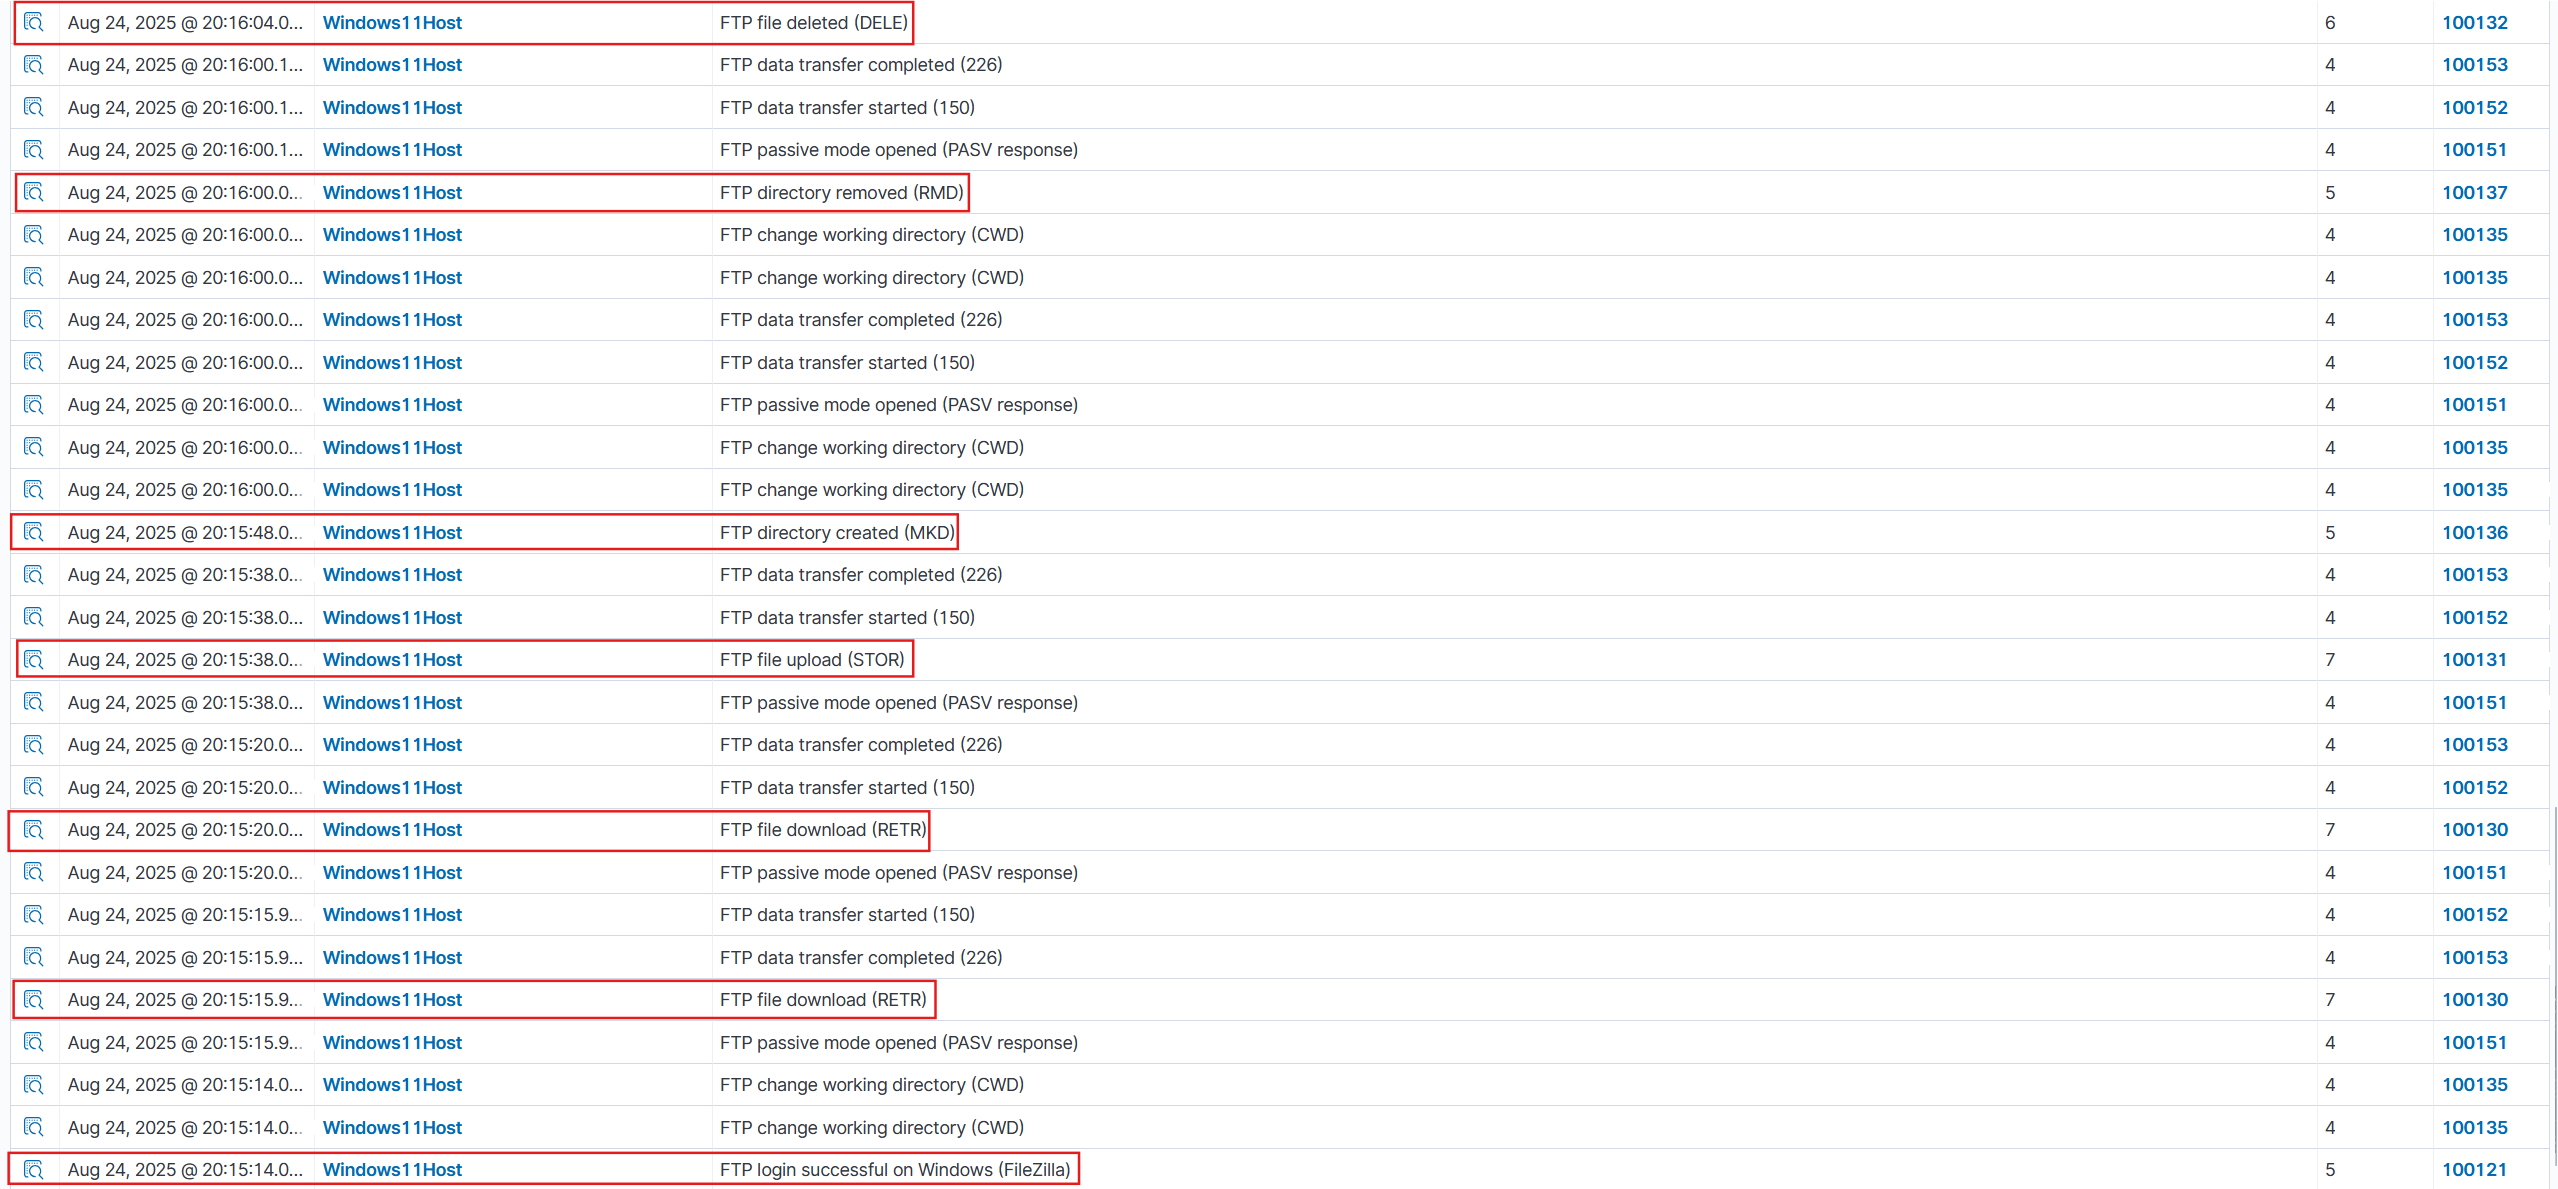 Aug 24, 2025 @ 20:16:04.0... Windows11Host FTP file deleted (DELE) 6 100132
Aug 24, 2025 @ 20:16:00.1... Windows11Host FTP data transfer completed (226) 4 100153
Aug 24, 2025 @ 20:16:00.1... Windows11Host FTP data transfer started (150) 4 100152
Aug 24, 2025 @ 20:16:00.1... Windows11Host FTP passive mode opened (PASV response) 4 100151
Aug 24, 2025 @ 20:16:00.0... Windows11Host FTP directory removed (RMD) 5 100137
Aug 24, 2025 @ 20:16:00.0... Windows11Host FTP change working directory (CWD) 4 100135
Aug 24, 2025 @ 20:16:00.0... Windows11Host FTP change working directory (CWD) 4 100135
Aug 24, 2025 @ 20:16:00.0... Windows11Host FTP data transfer completed (226) 4 100153
Aug 24, 2025 @ 20:16:00.0... Windows11Host FTP data transfer started (150) 4 100152
Aug 24, 2025 @ 20:16:00.0... Windows11Host FTP passive mode opened (PASV response) 4 100151
Aug 24, 2025 @ 20:16:00.0... Windows11Host FTP change working directory (CWD) 4 100135
Aug 24, 2025 @ 20:16:00.0... Windows11Host FTP change working directory (CWD) 4 100135
Aug 24, 2025 @ 20:15:48.0... Windows11Host FTP directory created (MKD) 5 100136
Aug 24, 2025 @ 20:15:38.0... Windows11Host FTP data transfer completed (226) 4 100153
Aug 24, 2025 @ 20:15:38.0... Windows11Host FTP data transfer started (150) 4 100152
Aug 24, 2025 @ 20:15:38.0... Windows11Host FTP file upload (STOR) 7 100131
Aug 24, 2025 @ 20:15:38.0... Windows11Host FTP passive mode opened (PASV response) 4 100151
Aug 24, 2025 @ 20:15:20.0... Windows11Host FTP data transfer completed (226) 4 100153
Aug 24, 2025 @ 20:15:20.0... Windows11Host FTP data transfer started (150) 4 100152
Aug 24, 2025 @ 20:15:20.0... Windows11Host FTP file download (RETR) 7 100130
Aug 24, 2025 @ 20:15:20.0... Windows11Host FTP passive mode opened (PASV response) 4 100151
Aug 24, 2025 @ 20:15:15.9... Windows11Host FTP data transfer started (150) 4 100152
Aug 24, 2025 @ 20:15:15.9... Windows11Host FTP data transfer completed (226) 4 100153
Aug 24, 2025 @ 20:15:15.9... Windows11Host FTP file download (RETR) 7 100130
Aug 24, 2025 @ 20:15:15.9... Windows11Host FTP passive mode opened (PASV response) 4 100151
Aug 24, 2025 @ 20:15:14.0... Windows11Host FTP change working directory (CWD) 4 100135
Aug 24, 2025 @ 20:15:14.0... Windows11Host FTP change working directory (CWD) 4 100135
Aug 24, 2025 @ 20:15:14.0... Windows11Host FTP login successful on Windows (FileZilla) 5 100121